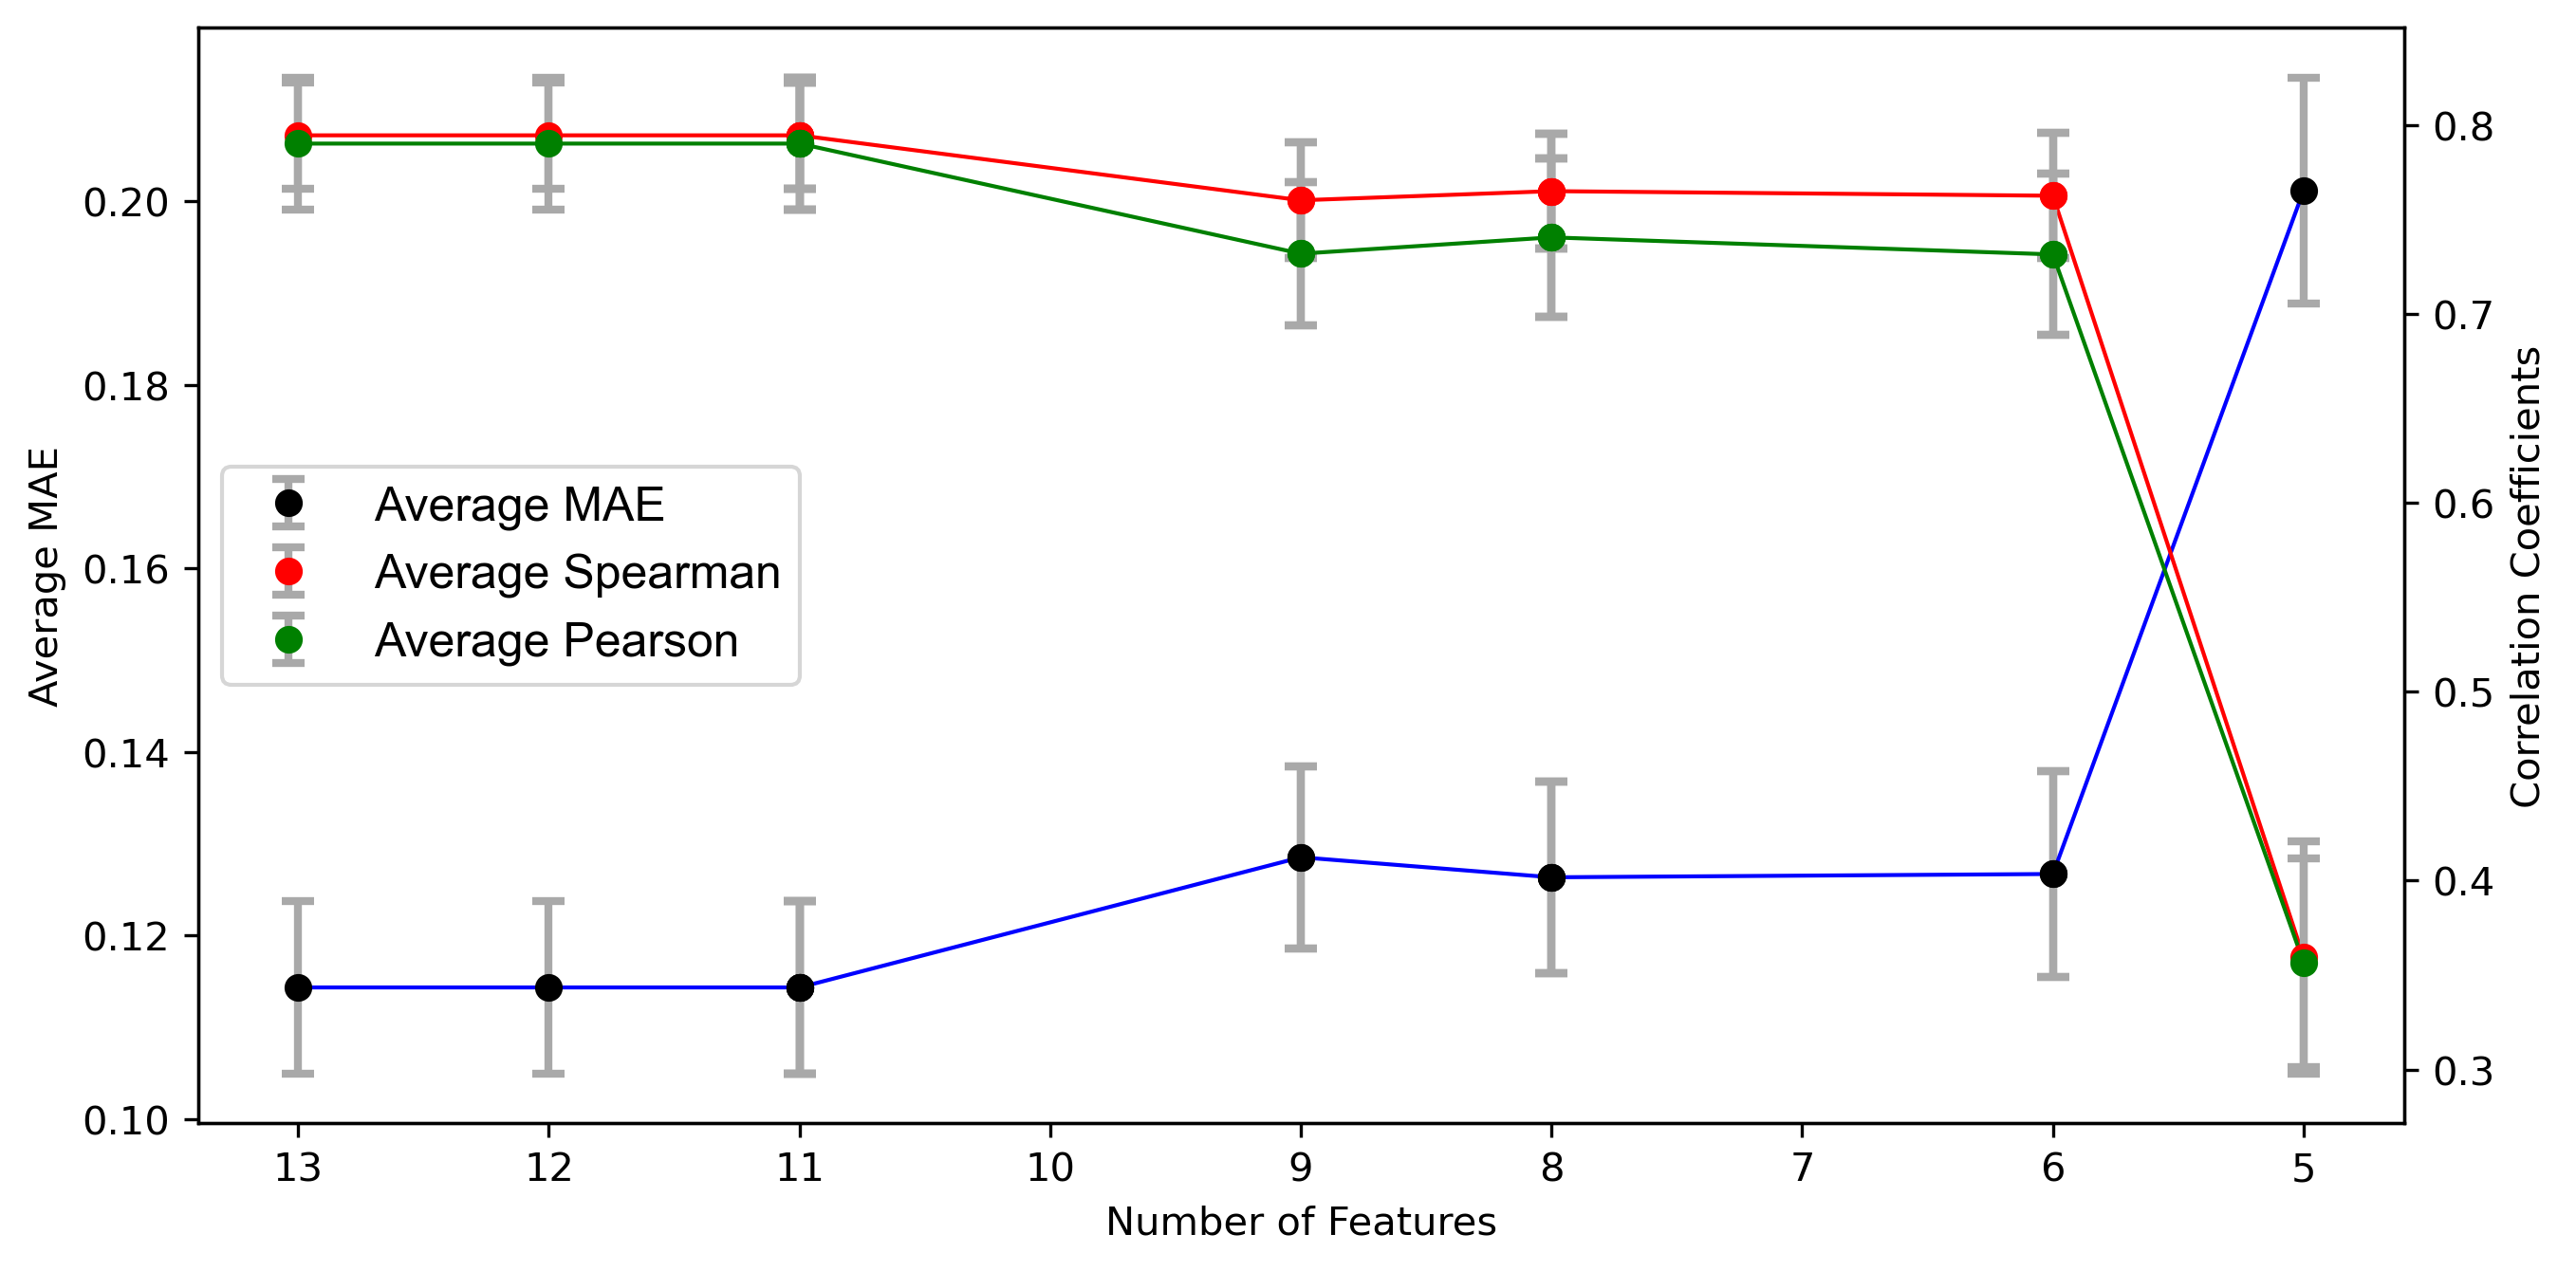 Average MAE
0.20
0.18
0.16
0.14
0.12
0.10
Average MAE
Average Spearman
Average Pearson
0.8
0.7
0.6
0.5
0.4
0.3
Correlation Coefficients
13 12 11 10 9 8 7 6 5
Number of Features